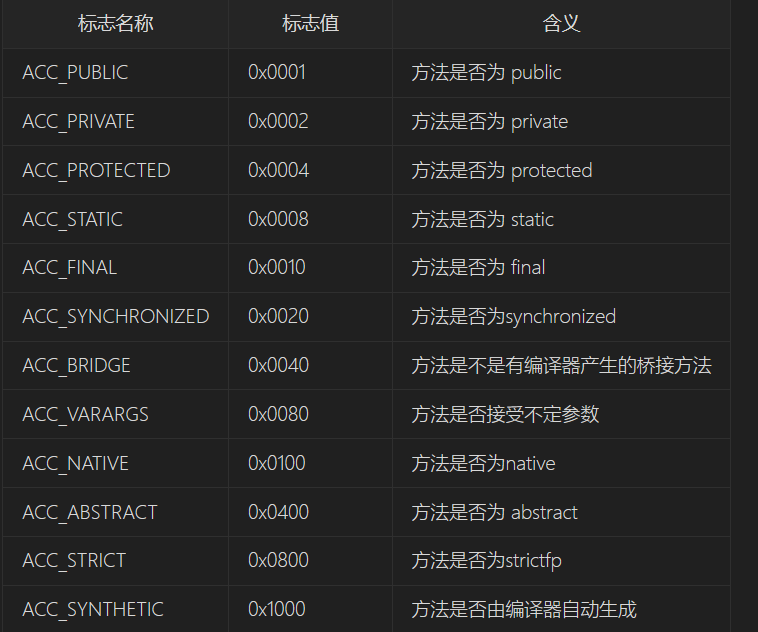 标志名称 标志值 含义
ACC_PUBLIC 0x0001 方法是否为 public
ACC_PRIVATE 0x0002 方法是否为 private
ACC_PROTECTED 0x0004 方法是否为 protected
ACC_STATIC 0x0008 方法是否为 static
ACC_FINAL 0x0010 方法是否为 final
ACC_SYNCHRONIZED 0x0020 方法是否为synchronized
ACC_BRIDGE 0x0040 方法是不是有编译器产生的桥接方法
ACC_VARARGS 0x0080 方法是否接受不定参数
ACC_NATIVE 0x0100 方法是否为native
ACC_ABSTRACT 0x0400 方法是否为 abstract
ACC_STRICT 0x0800 方法是否为strictfp
ACC_SYNTHETIC 0x1000 方法是否由编译器自动生成